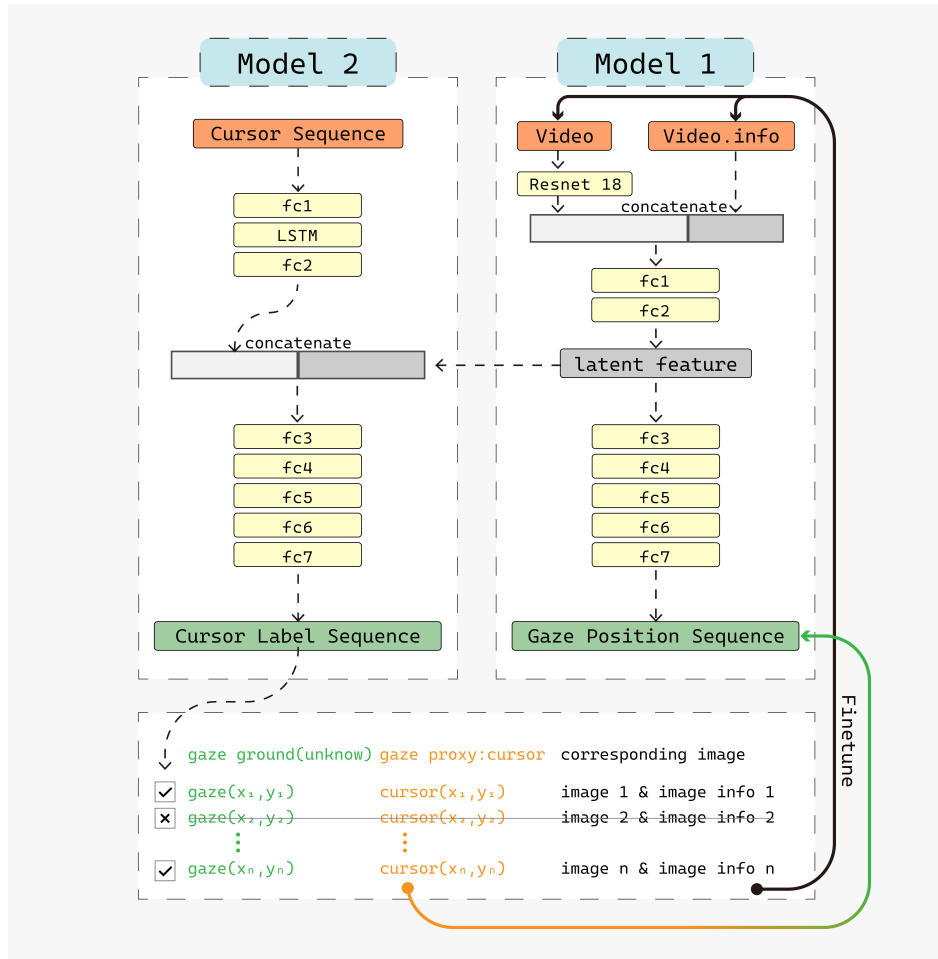 Model 2
Cursor Sequence
fc1
LSTM
fc2
concatenate
fc3
fc4
fc5
fc6
fc7
Cursor Label Sequence
Model 1
Video
Video.info
Resnet 18
concatenate
fc1
fc2
latent feature
fc3
fc4
fc5
fc6
fc7
Gaze Position Sequence
Finetune
gaze ground(unknow) gaze proxy:cursor corresponding image
gaze(x₁,y₁) cursor(x₁,y₁) image 1 & image info 1
gaze(x₂,y₂) cursor(x₂,y₂) image 2 & image info 2
gaze(xₙ,yₙ) cursor(xₙ,yₙ) image n & image info n